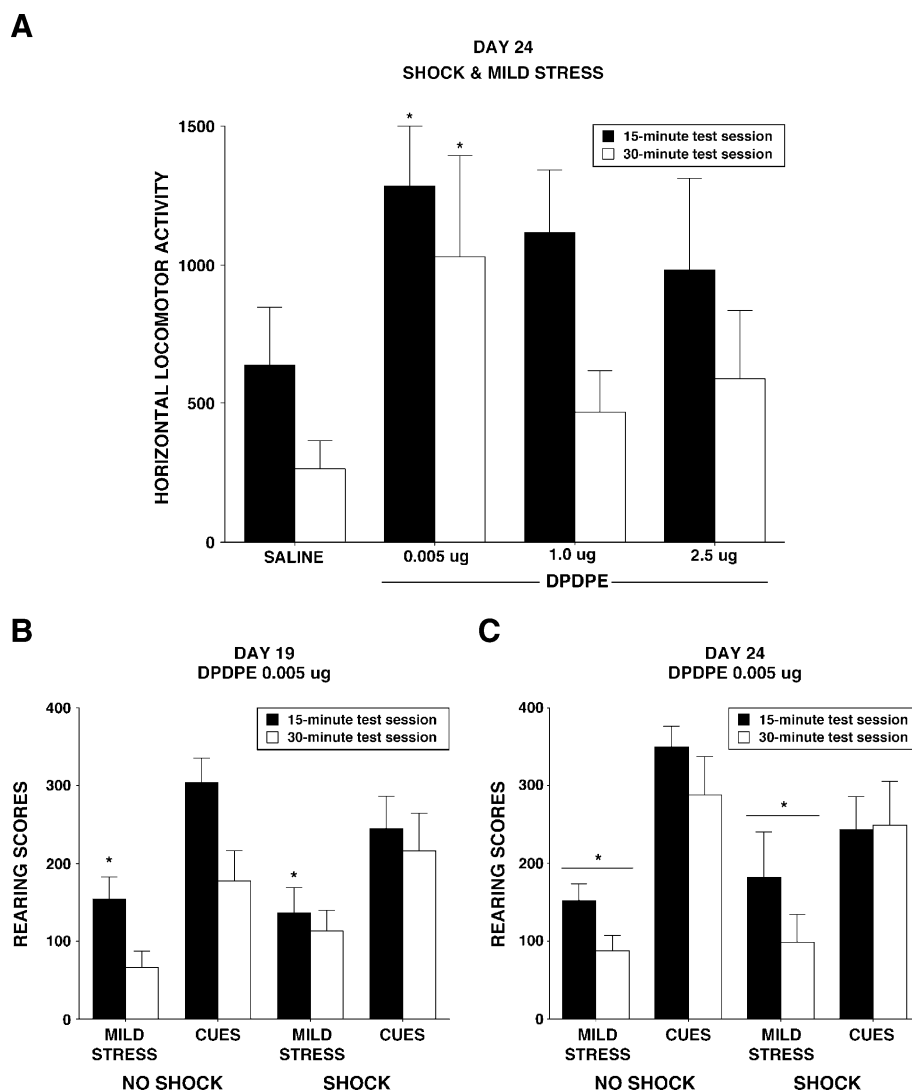 A
DAY 24
SHOCK & MILD STRESS
HORIZONTAL LOCOMOTOR ACTIVITY
1500
1000
500
0
15-minute test session
30-minute test session
*
*
SALINE
0.005 ug
1.0 ug
2.5 ug
DPDPE
B
DAY 19
DPDPE 0.005 ug
REARING SCORES
400
300
200
100
0
15-minute test session
30-minute test session
*
*
MILD STRESS
CUES
MILD STRESS
CUES
NO SHOCK
SHOCK
C
DAY 24
DPDPE 0.005 ug
REARING SCORES
400
300
200
100
0
15-minute test session
30-minute test session
*
*
MILD STRESS
CUES
MILD STRESS
CUES
NO SHOCK
SHOCK